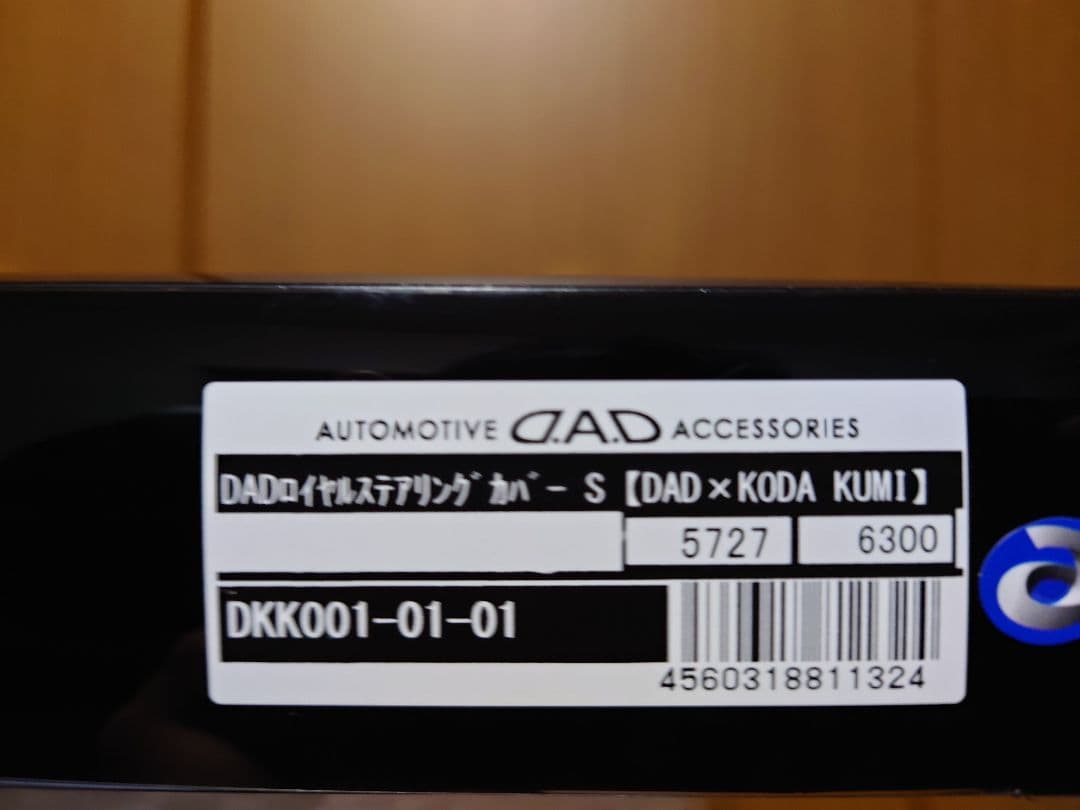 AUTOMOTIVE D.A.D ACCESSORIES
DADﾛｲﾔﾙｽﾃｱﾘﾝｸﾞｶﾊﾞｰ S【DAD×KODA KUMI】
5727 6300
DKK001-01-01
4560318811324